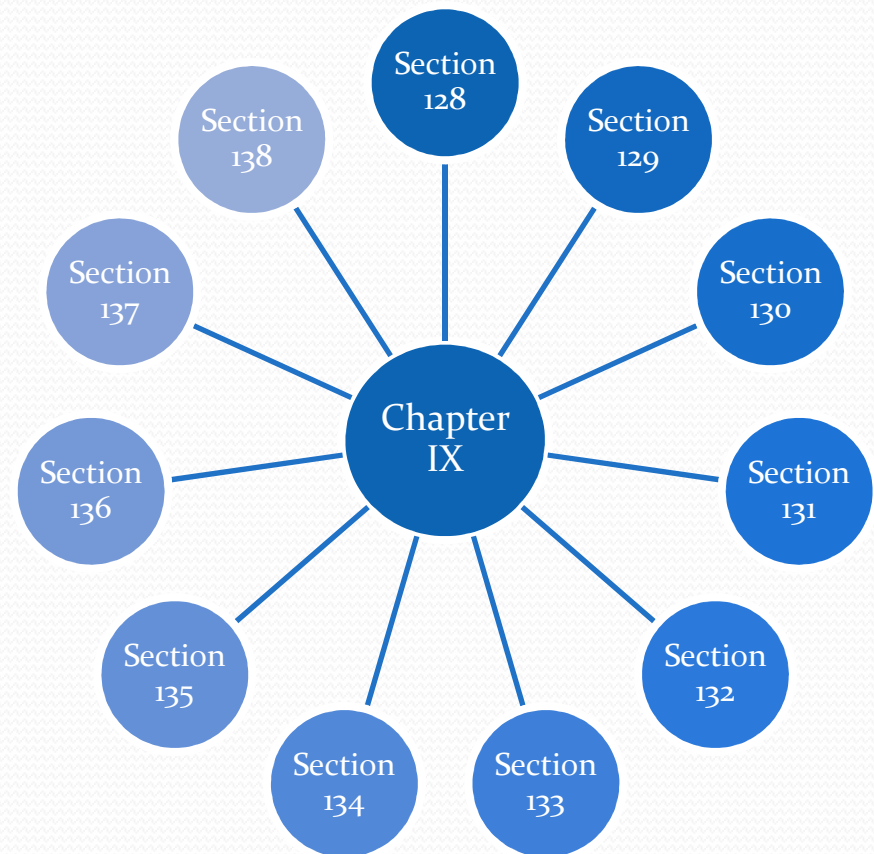 Chapter
IX
Section
128
Section
129
Section
130
Section
131
Section
132
Section
133
Section
134
Section
135
Section
136
Section
137
Section
138